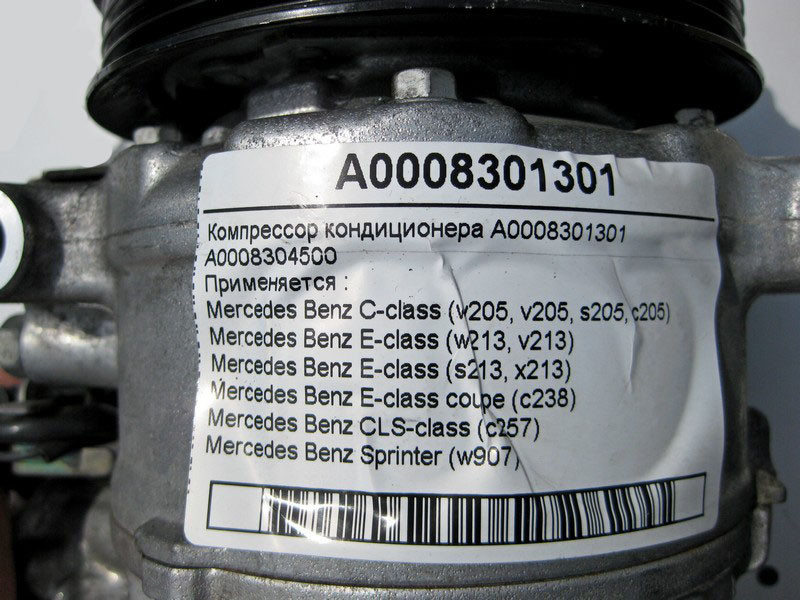 A0008301301
Компрессор кондиционера A0008301301
A0008304500
Применяется :
Mercedes Benz C-class (v205, v205, s205, c205)
Mercedes Benz E-class (w213, v213)
Mercedes Benz E-class (s213, x213)
Mercedes Benz E-class coupe (c238)
Mercedes Benz CLS-class (c257)
Mercedes Benz Sprinter (w907)